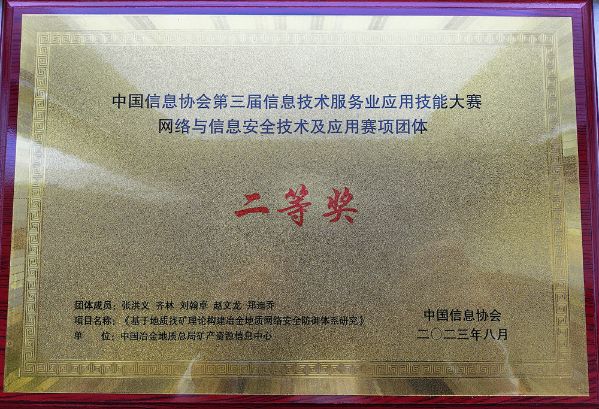 中国信息协会第三届信息技术服务业应用技能大赛
网络与信息安全技术及应用赛项团体
二等奖
团体成员：张洪义 齐林 刘翰卓 赵文龙 郑迪乔
项目名称：《基于地质找矿理论构建冶金地质网络安全防御体系研究》
单 位：中国冶金地质总局矿产资源信息中心
中国信息协会
二〇二三年八月